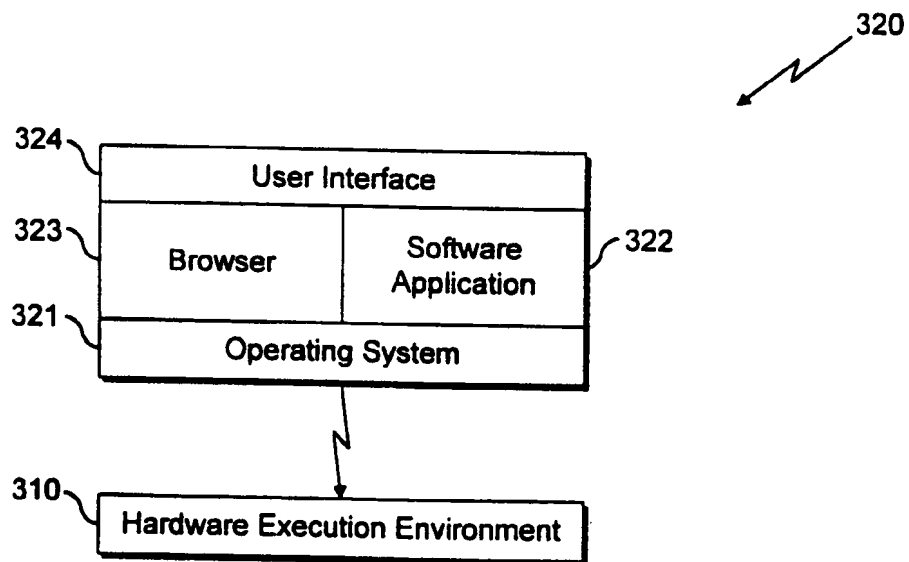 320
324
User Interface
323
Browser
Software
Application
322
321
Operating System
310
Hardware Execution Environment